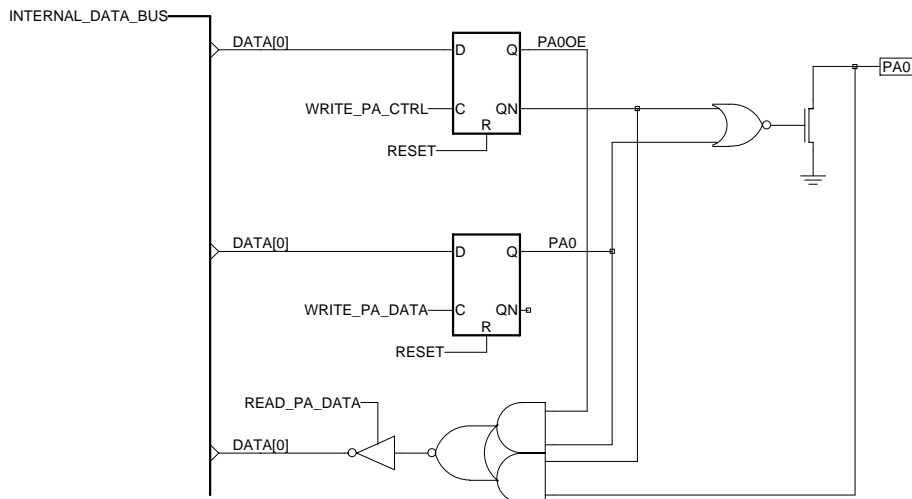 INTERNAL_DATA_BUS
DATA[0]
D
Q
PA0OE
PA0
WRITE_PA_CTRL
C
QN
R
RESET
DATA[0]
D
Q
PA0
WRITE_PA_DATA
C
QN
R
RESET
READ_PA_DATA
DATA[0]